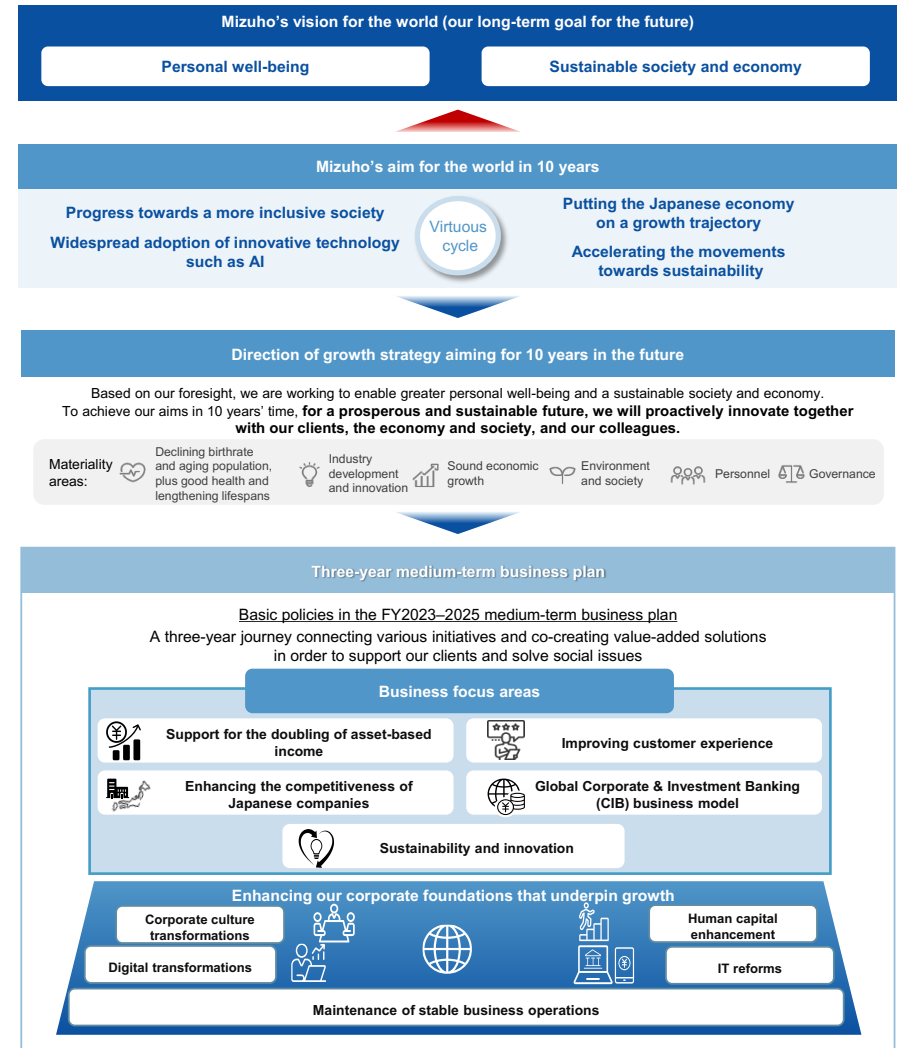 Mizuho's vision for the world (our long-term goal for the future)
Personal well-being
Sustainable society and economy
Mizuho's aim for the world in 10 years
Progress towards a more inclusive society
Widespread adoption of innovative technology
such as AI
Virtuous
cycle
Putting the Japanese economy
on a growth trajectory
Accelerating the movements
towards sustainability
Direction of growth strategy aiming for 10 years in the future
Based on our foresight, we are working to enable greater personal well-being and a sustainable society and economy.
To achieve our aims in 10 years' time, for a prosperous and sustainable future, we will proactively innovate together
with our clients, the economy and society, and our colleagues.
Materiality
areas:
Declining birthrate
and aging population,
plus good health and
lengthening lifespans
Industry
development
and innovation
Sound economic
growth
Environment
and society
Personnel
Governance
Three-year medium-term business plan
Basic policies in the FY2023–2025 medium-term business plan
A three-year journey connecting various initiatives and co-creating value-added solutions
in order to support our clients and solve social issues
Business focus areas
¥
Support for the doubling of asset-based
income
Improving customer experience
Enhancing the competitiveness of
Japanese companies
¥
Global Corporate & Investment Banking
(CIB) business model
Sustainability and innovation
Enhancing our corporate foundations that underpin growth
Corporate culture
transformations
Human capital
enhancement
Digital transformations
¥
IT reforms
Maintenance of stable business operations